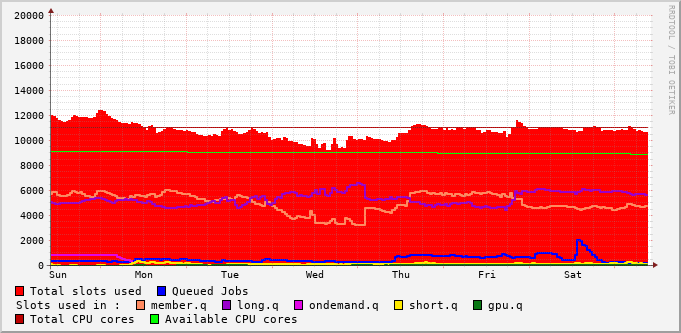 20000
18000
16000
14000
12000
10000
8000
6000
4000
2000
0
Sun Mon Tue Wed Thu Fri Sat
RRDTOOL / TOBI OETIKER
Total slots used Queued Jobs
Slots used in : member.q long.q ondemand.q short.q gpu.q
Total CPU cores Available CPU cores